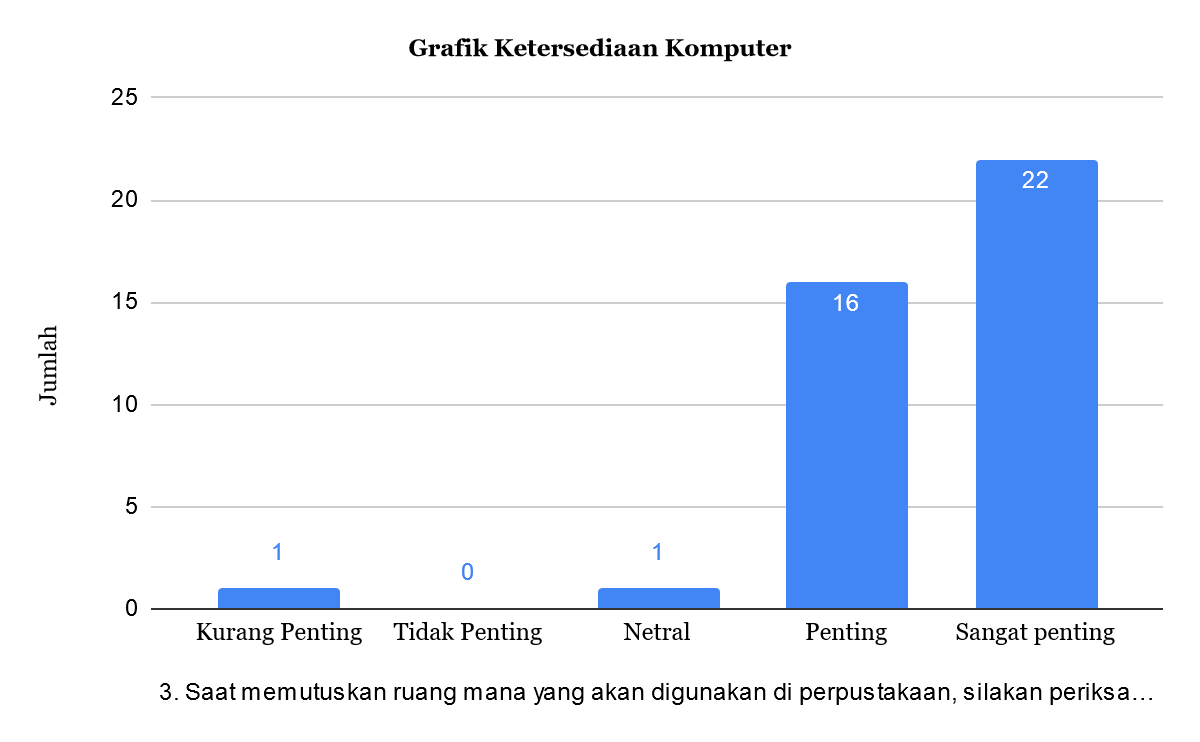 Grafik Ketersediaan Komputer
25
20
15
10
5
0
Jumlah
1
0
1
16
22
Kurang Penting
Tidak Penting
Netral
Penting
Sangat penting
3. Saat memutuskan ruang mana yang akan digunakan di perpustakaan, silakan periksa…